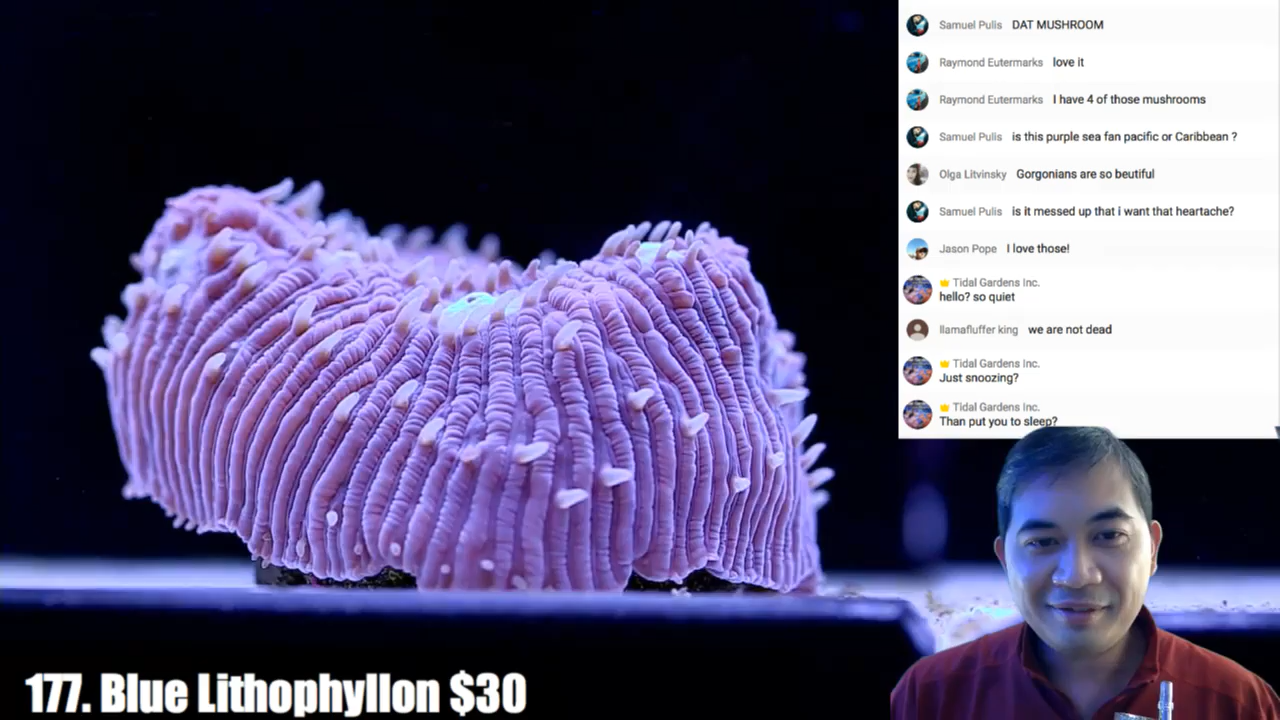 Samuel Pulis DAT MUSHROOM
Raymond Eutermarks love it
Raymond Eutermarks I have 4 of those mushrooms
Samuel Pulis is this purple sea fan pacific or Caribbean ?
Olga Litvinsky Gorgonians are so beutiful
Samuel Pulis is it messed up that i want that heartache?
Jason Pope I love those!
Tidal Gardens Inc.
hello? so quiet
llamafluffer king we are not dead
Tidal Gardens Inc.
Just snoozing?
Tidal Gardens Inc.
Than put you to sleep?
177. Blue Lithophyllon $30